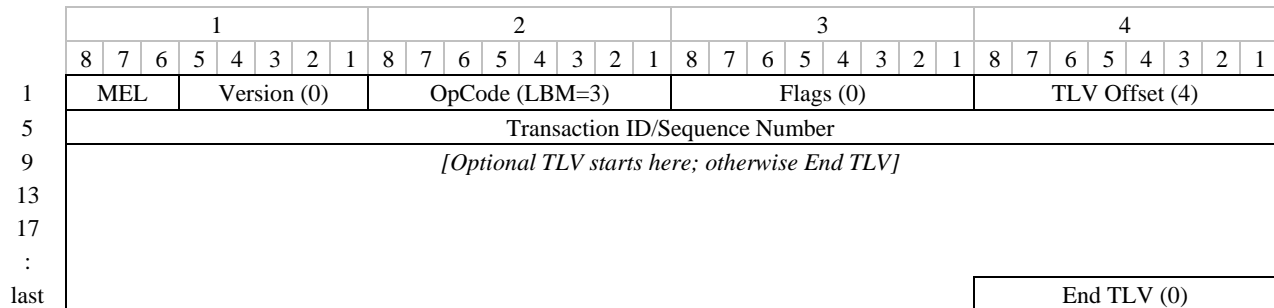 1 2 3 4
8 7 6 5 4 3 2 1 8 7 6 5 4 3 2 1 8 7 6 5 4 3 2 1 8 7 6 5 4 3 2 1
1 MEL Version (0) OpCode (LBM=3) Flags (0) TLV Offset (4)
5 Transaction ID/Sequence Number
9 [Optional TLV starts here; otherwise End TLV]
13
17
:
last End TLV (0)